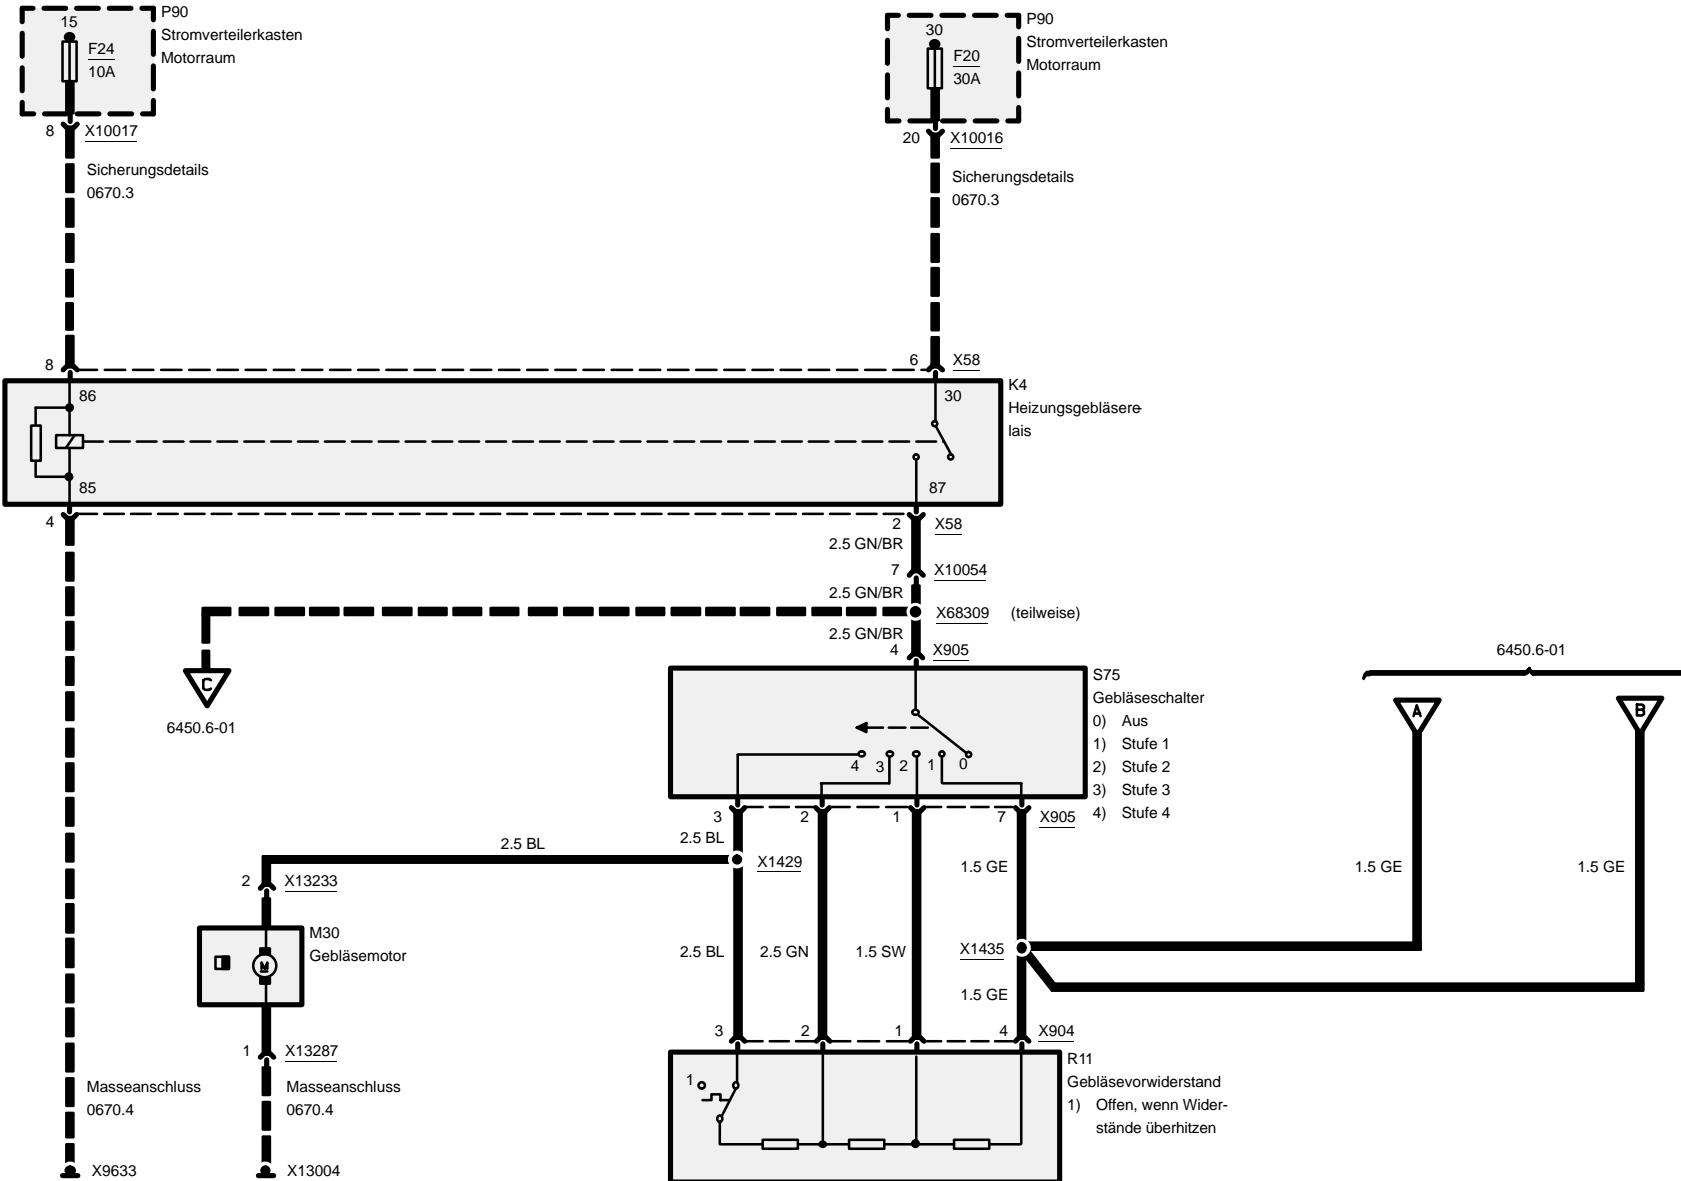 15
F24
10A
P90
Stromverteilerkasten
Motorraum
8
X10017
Sicherungsdetails
0670.3
30
F20
30A
P90
Stromverteilerkasten
Motorraum
20
X10016
Sicherungsdetails
0670.3
8
6
X58
86
30
K4
Heizungsgebläsere-
lais
85
87
4
2
X58
2.5 GN/BR
7
X10054
2.5 GN/BR
X68309
(teilweise)
2.5 GN/BR
4
X905
C
6450.6-01
6450.6-01
A
B
S75
Gebläseschalter
0) Aus
1) Stufe 1
2) Stufe 2
3) Stufe 3
4) Stufe 4
4
3
2
1
0
3
2
1
7
X905
2.5 BL
2.5 BL
X1429
1.5 GE
1.5 GE
1.5 GE
2
X13233
M30
Gebläsemotor
M
2.5 BL
2.5 GN
1.5 SW
X1435
1.5 GE
3
2
1
4
X904
1
X13287
R11
Gebläsevorwiderstand
1) Offen, wenn Wider-
stände überhitzen
1
Masseanschluss
0670.4
Masseanschluss
0670.4
X9633
X13004